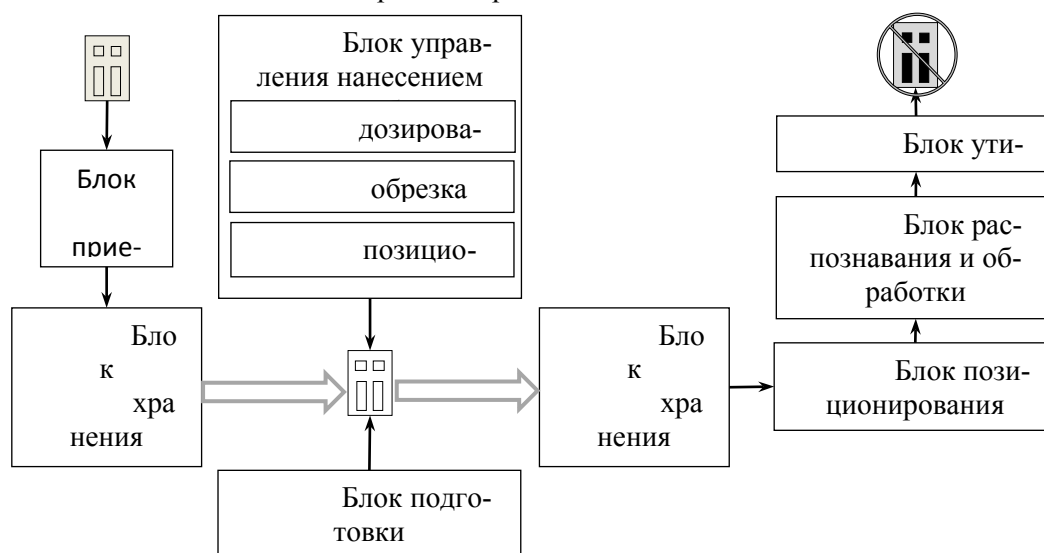 Блок управ-
ления нанесением
дозирова-
обрезка
позицио-
Блок
прие-
Бло
к
хра
нения
Блок подго-
товки
Бло
к
хра
нения
Блок ути-
Блок рас-
познавания и об-
работки
Блок пози-
ционирования